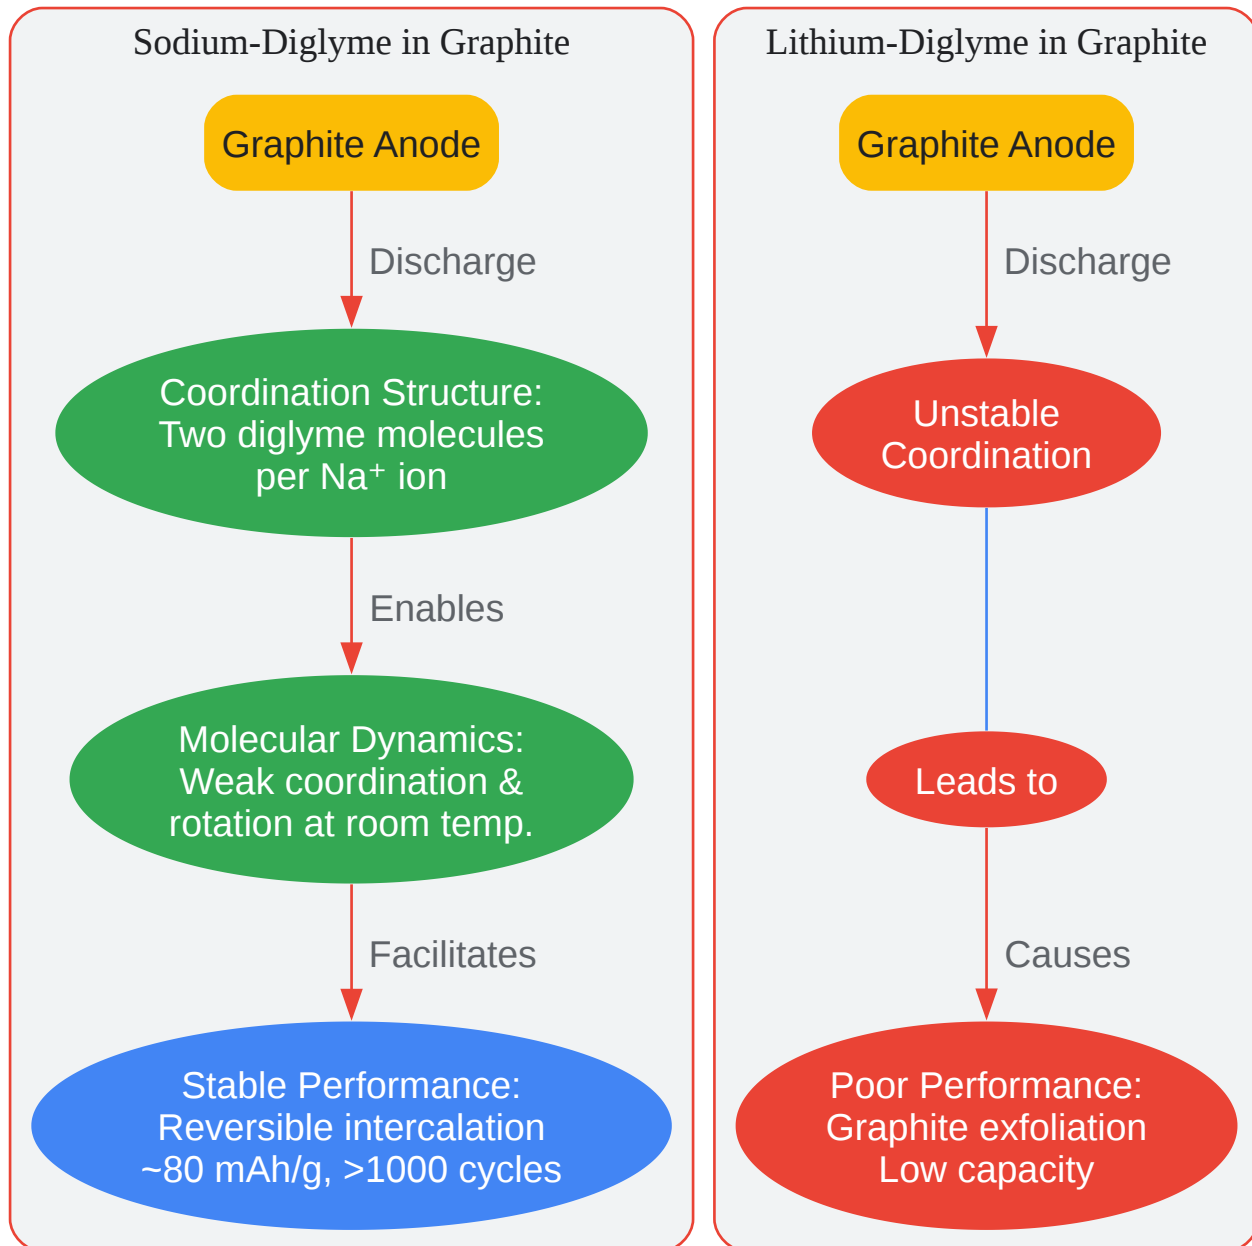 Sodium-Diglyme in Graphite
Graphite Anode
Discharge
Coordination Structure:
Two diglyme molecules
per Na⁺ ion
Enables
Molecular Dynamics:
Weak coordination &
rotation at room temp.
Facilitates
Stable Performance:
Reversible intercalation
~80 mAh/g, >1000 cycles
Lithium-Diglyme in Graphite
Graphite Anode
Discharge
Unstable
Coordination
Leads to
Causes
Poor Performance:
Graphite exfoliation
Low capacity